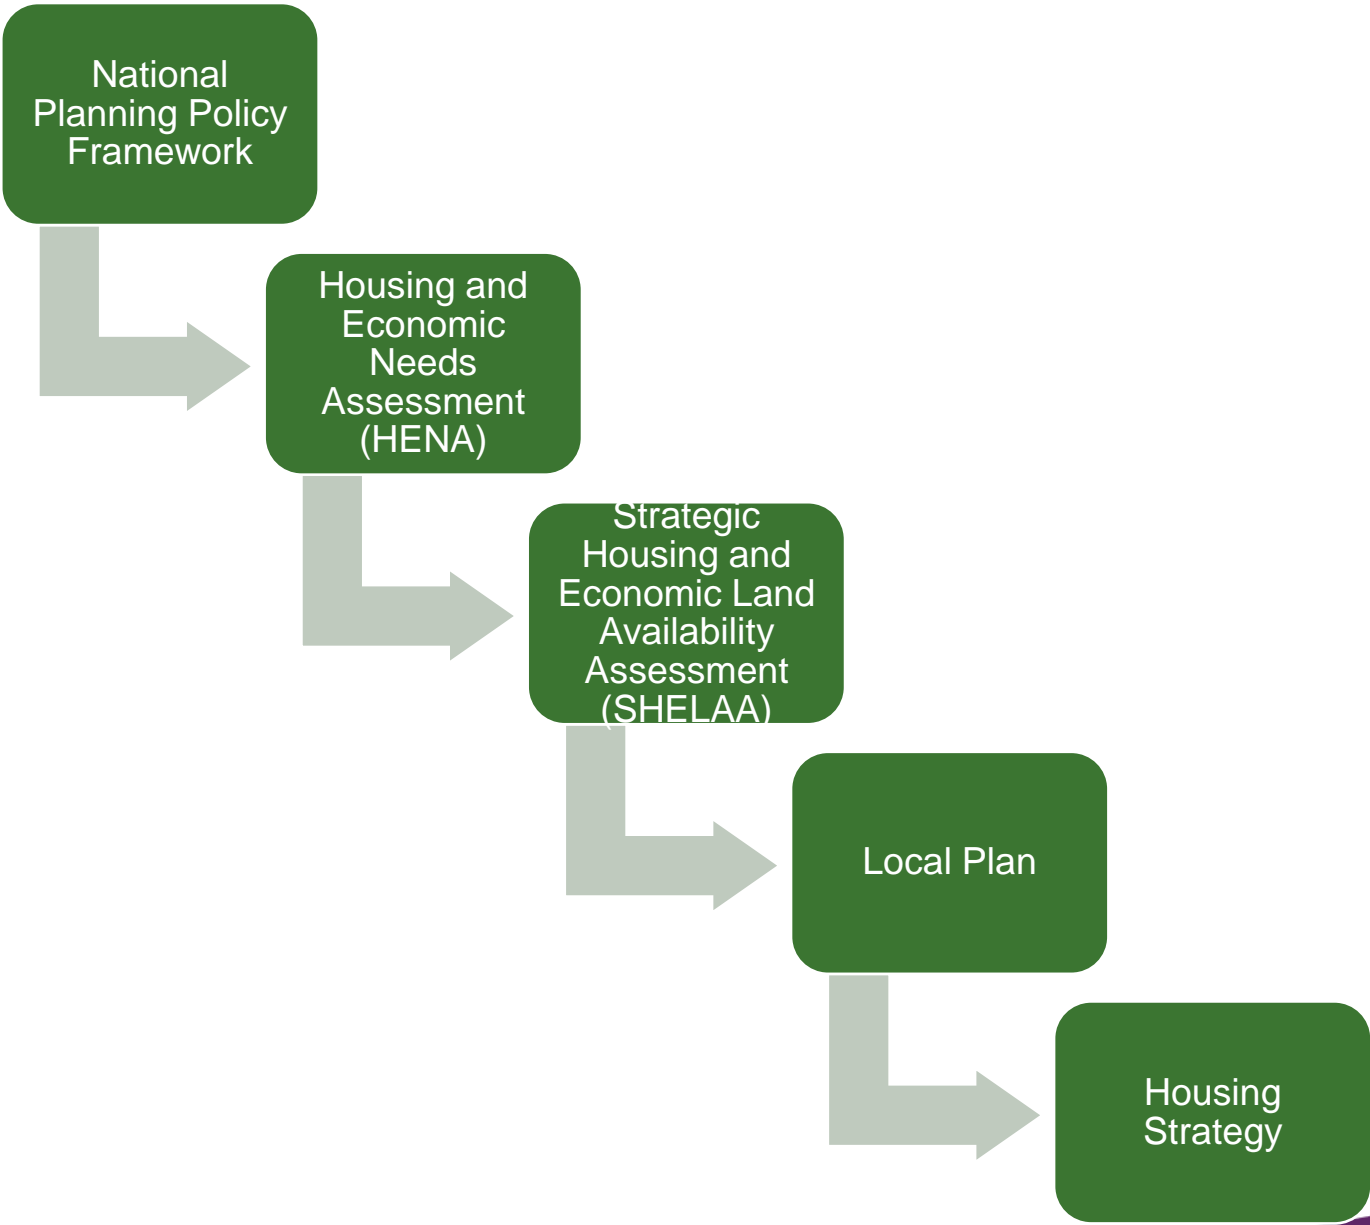 National
Planning Policy
Framework
Housing and
Economic
Needs
Assessment
(HENA)
Strategic
Housing and
Economic Land
Availability
Assessment
(SHELAA)
Local Plan
Housing
Strategy